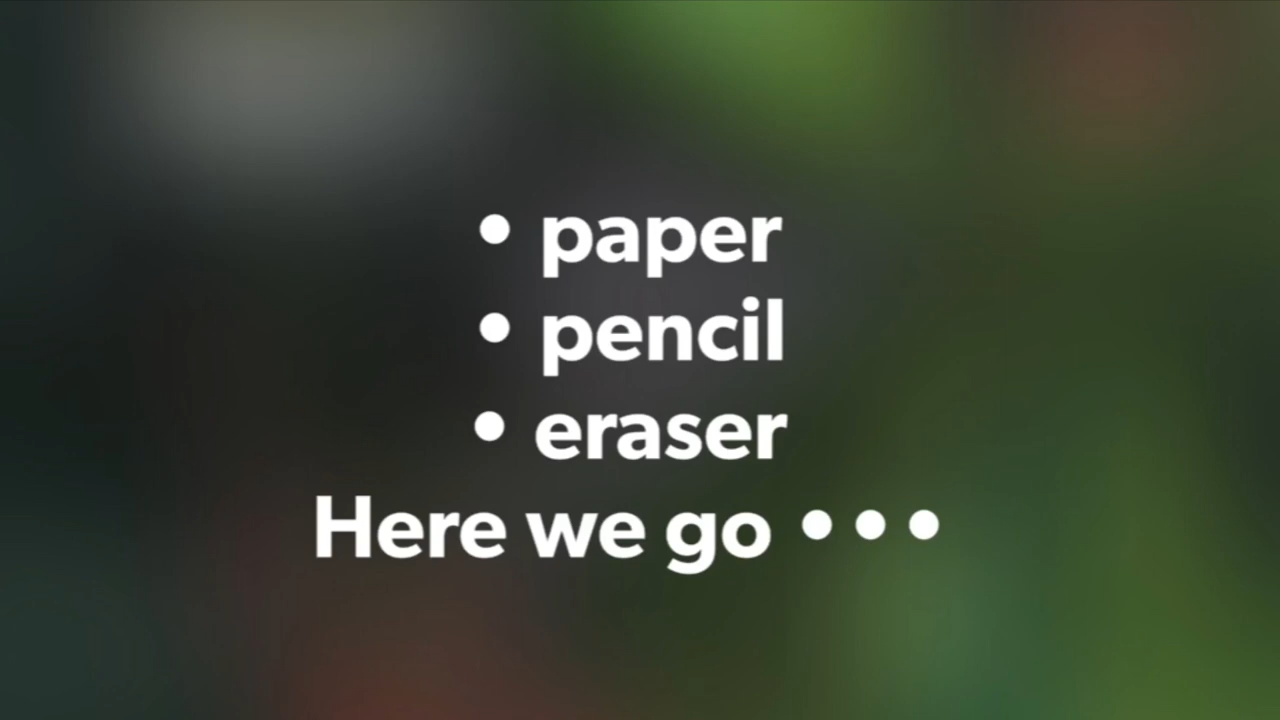 • paper
• pencil
• eraser
Here we go • • •